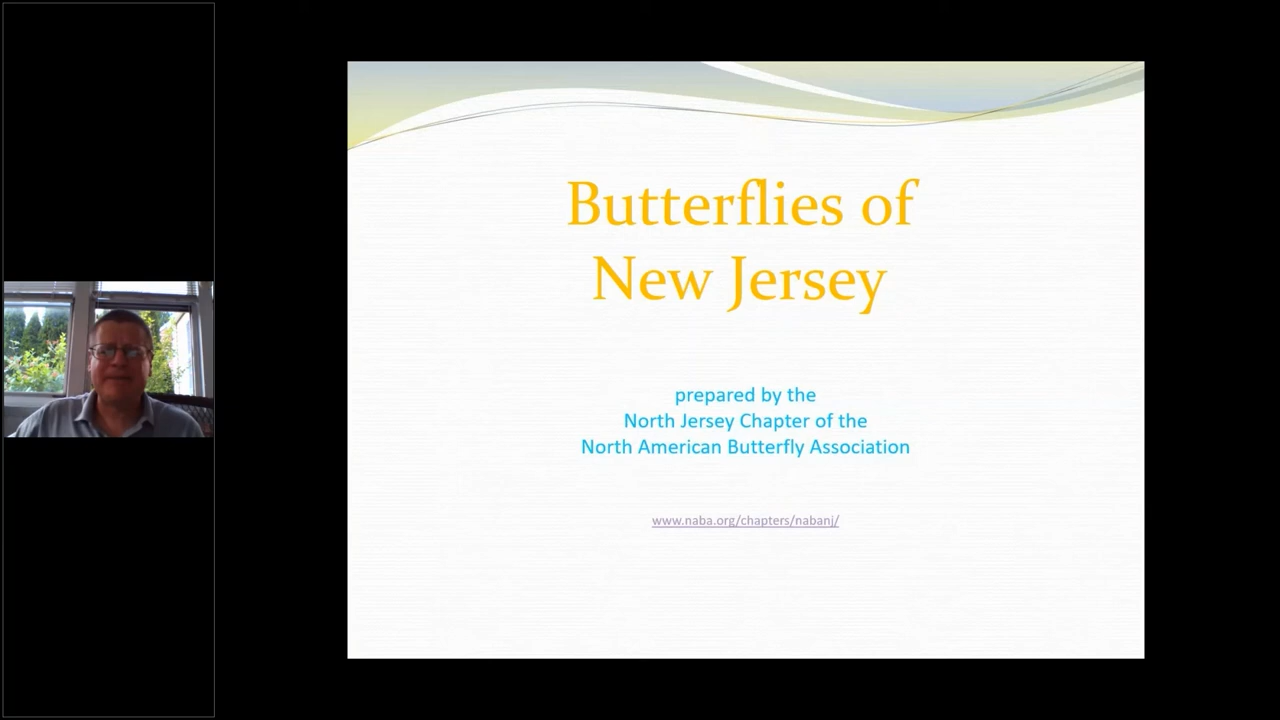 Butterflies of
New Jersey
prepared by the
North Jersey Chapter of the
North American Butterfly Association
www.naba.org/chapters/nabanj/